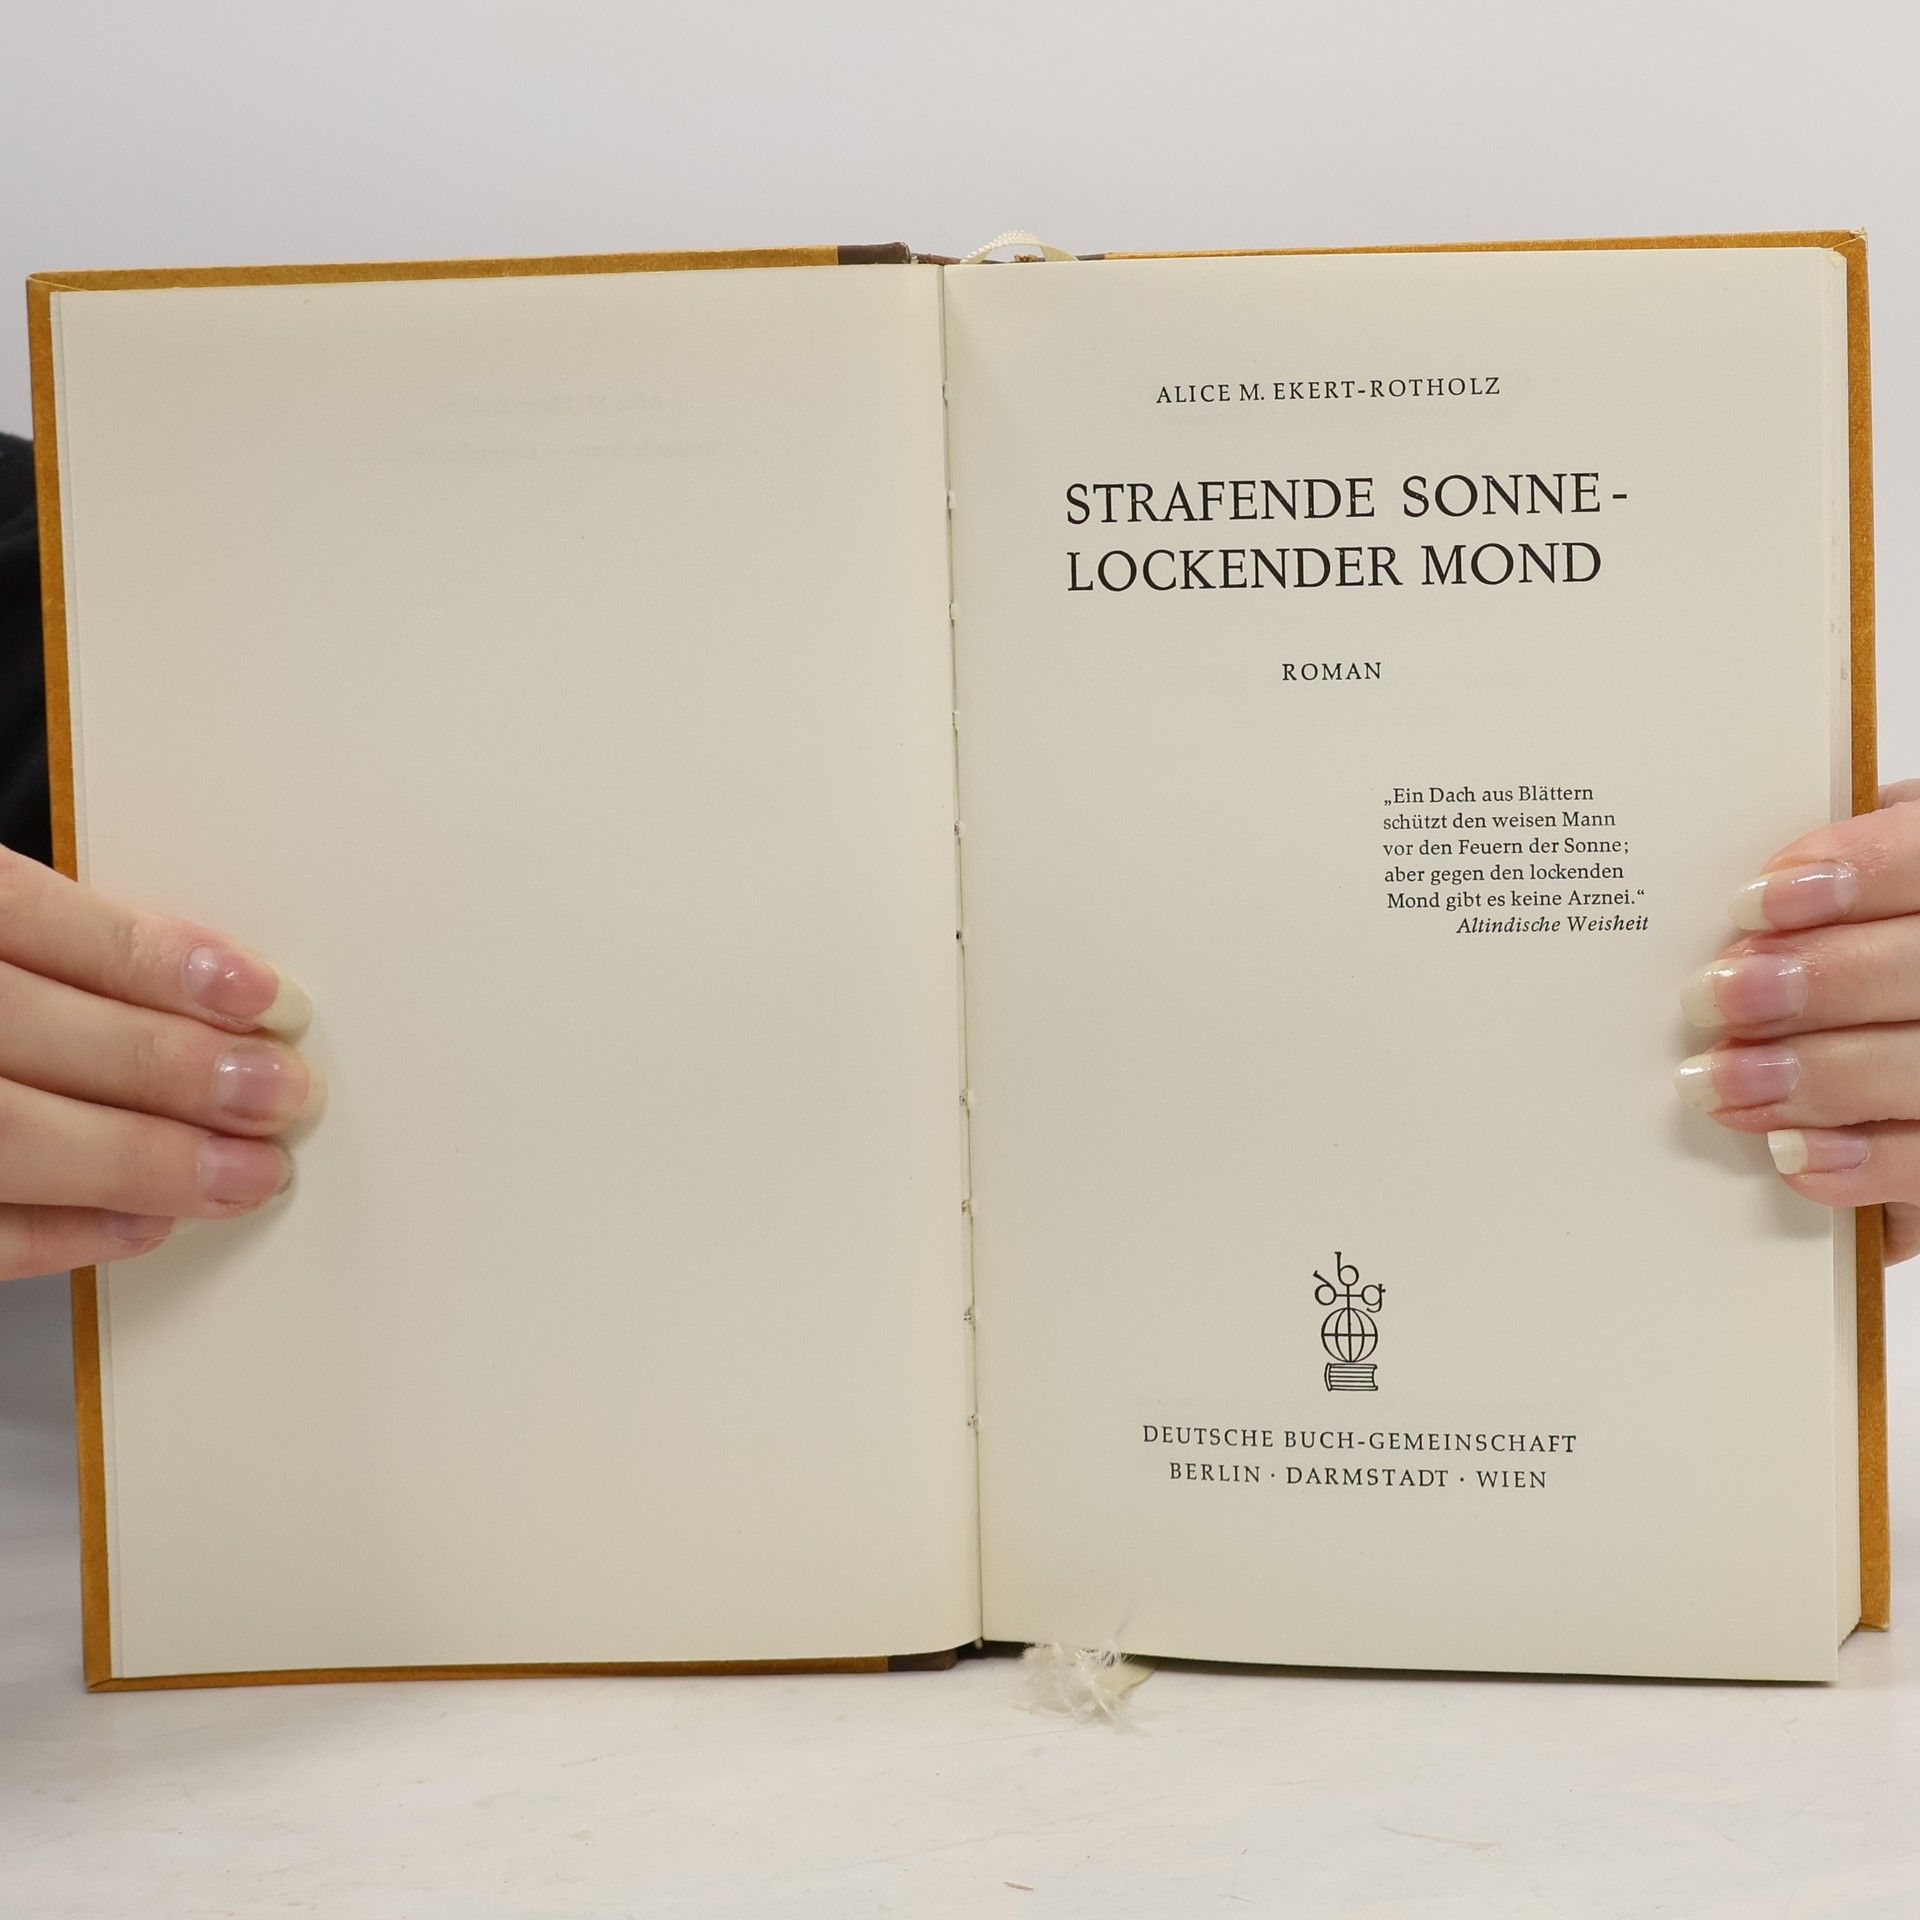 ALICE M. EKERT-ROTHOLZ
STRAFENDE SONNE-
LOCKENDER MOND
ROMAN
„Ein Dach aus Blättern
schützt den weisen Mann
vor den Feuern der Sonne;
aber gegen den lockenden
Mond gibt es keine Arznei.“
Altindische Weisheit
dbg
DEUTSCHE BUCH-GEMEINSCHAFT
BERLIN · DARMSTADT · WIEN